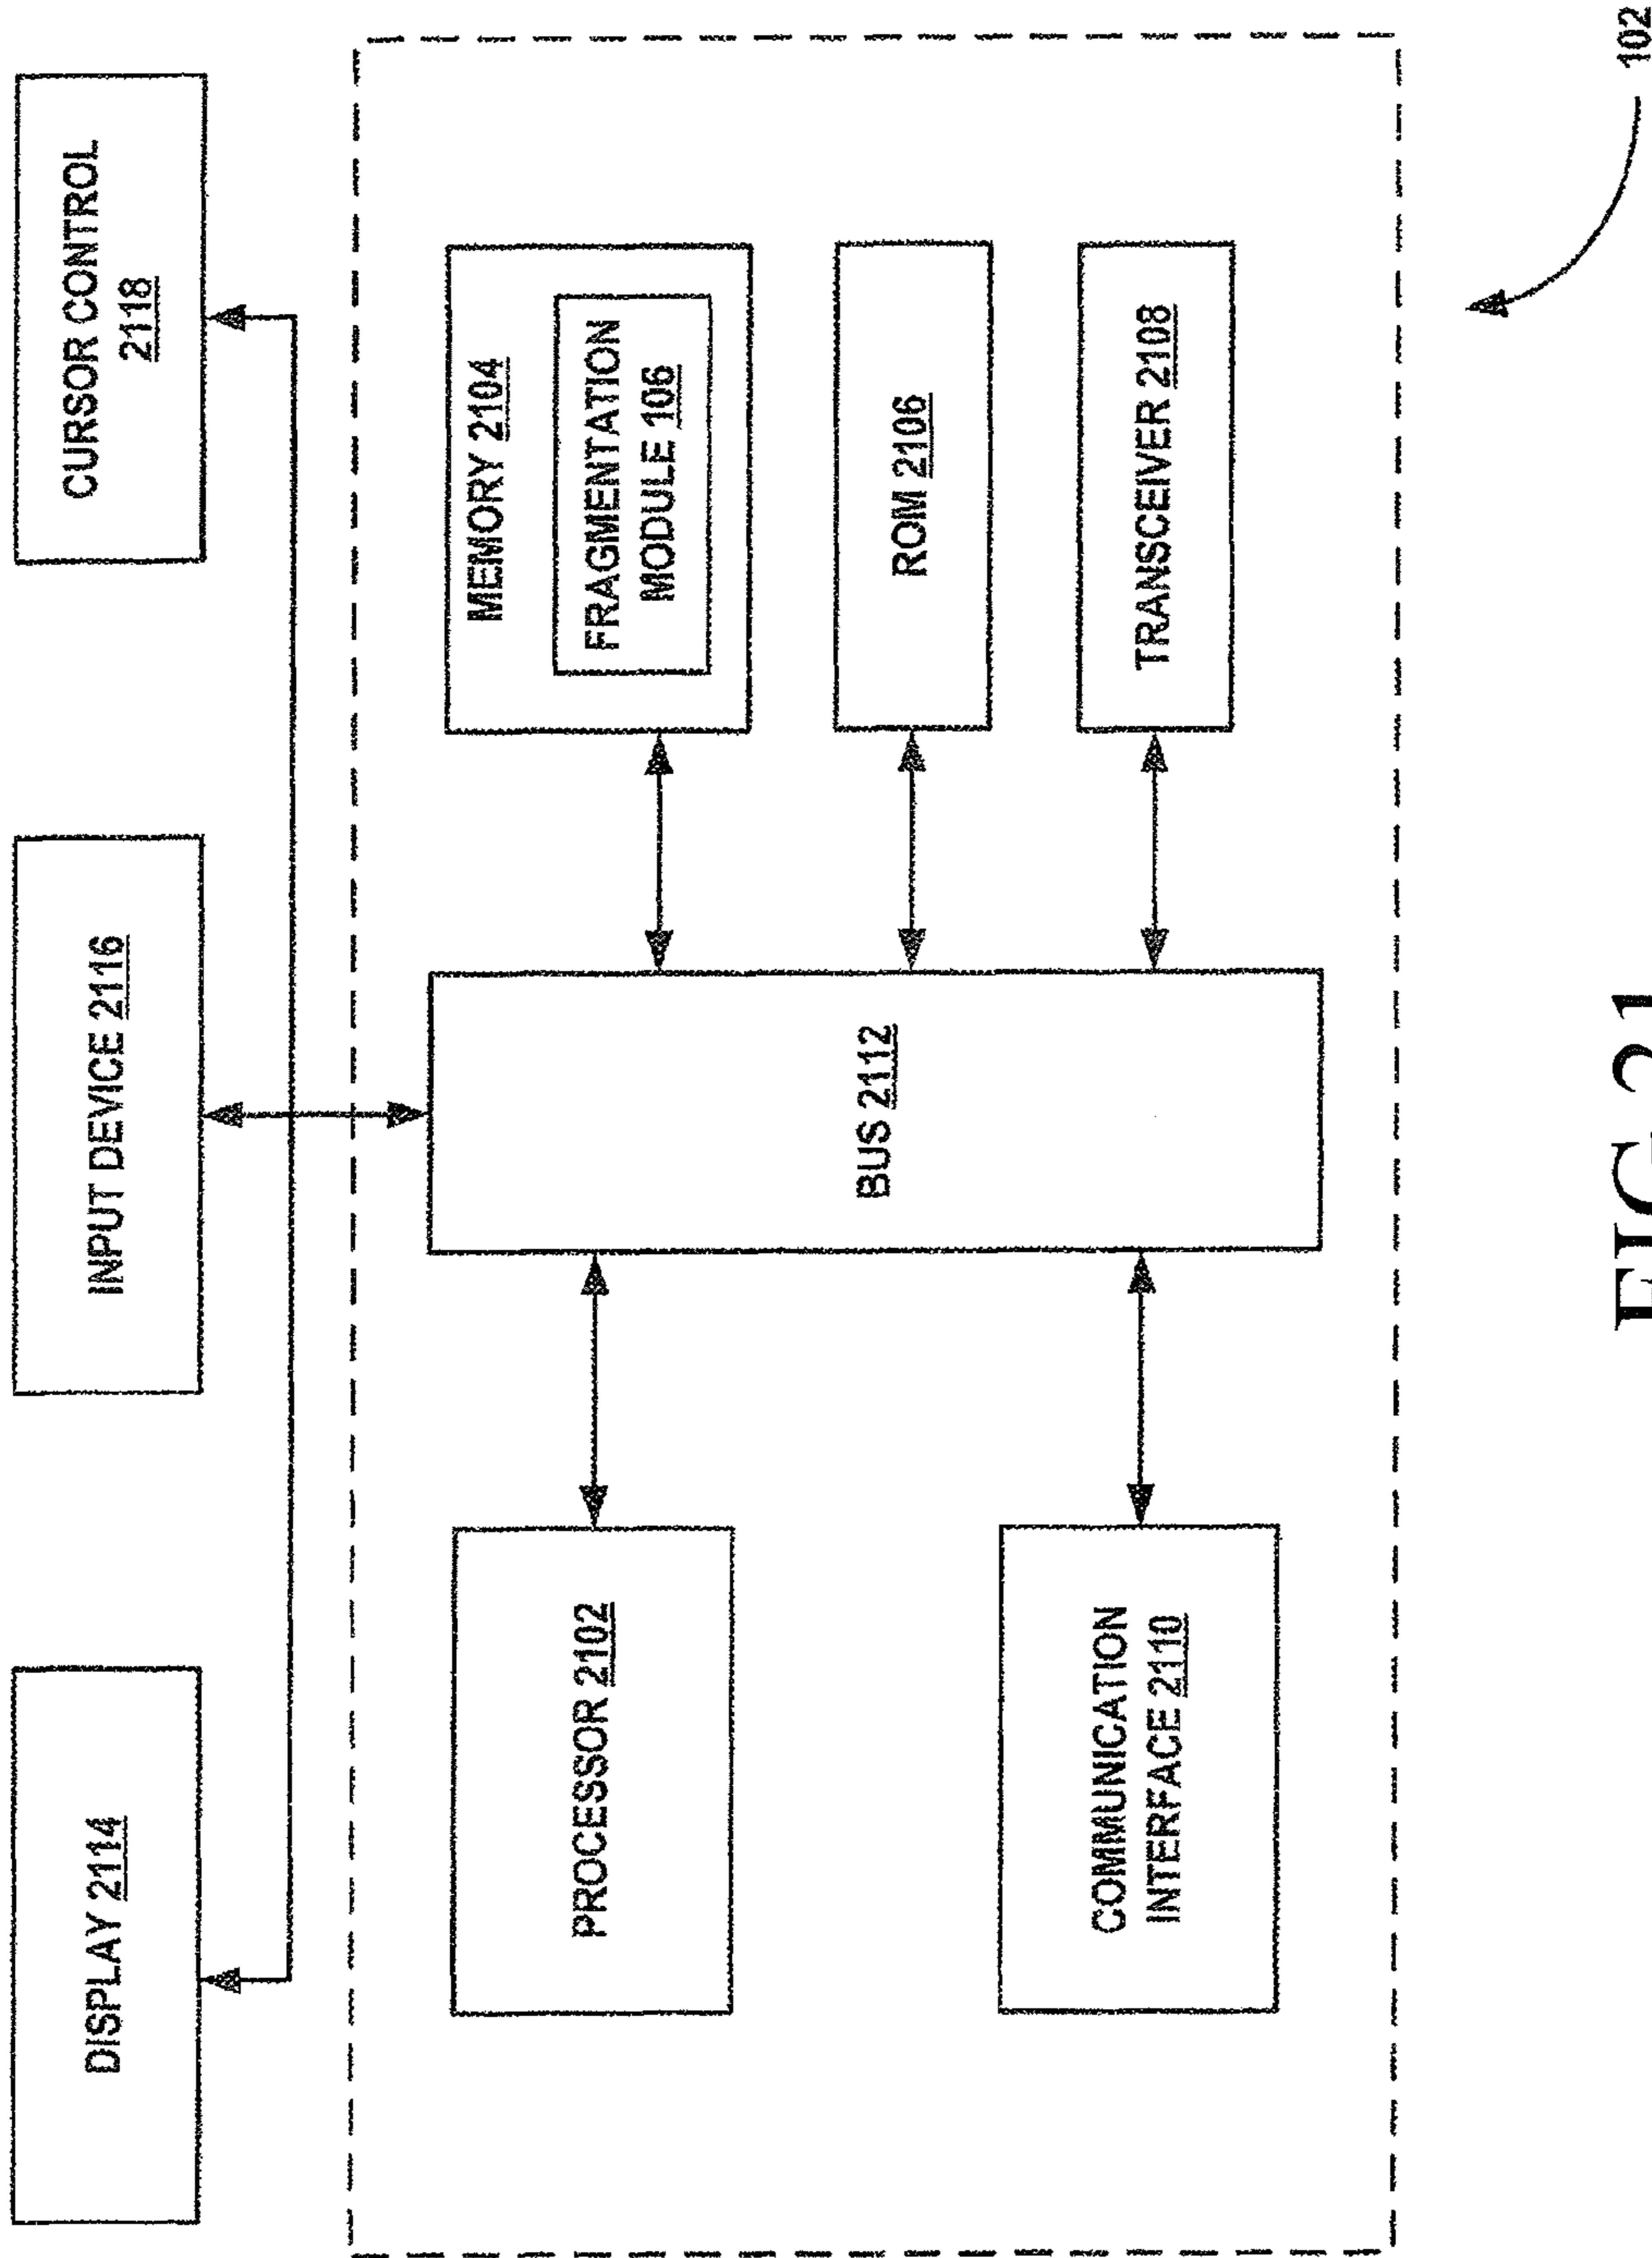 DISPLAY 2114
INPUT DEVICE 2116
CURSOR CONTROL
2118
PROCESSOR 2102
COMMUNICATION
INTERFACE 2110
BUS 2112
MEMORY 2104
FRAGMENTATION
MODULE 106
ROM 2106
TRANSCEIVER 2108
102
FIG. 21